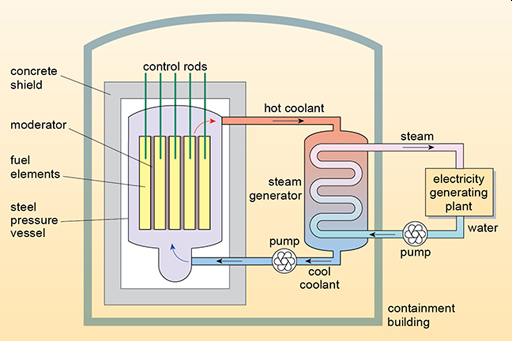 control rods
concrete
shield
hot coolant
moderator
steam
fuel
elements
steam
generator
electricity
generating
plant
steel
pressure
vessel
pump
water
pump
cool
coolant
containment
building